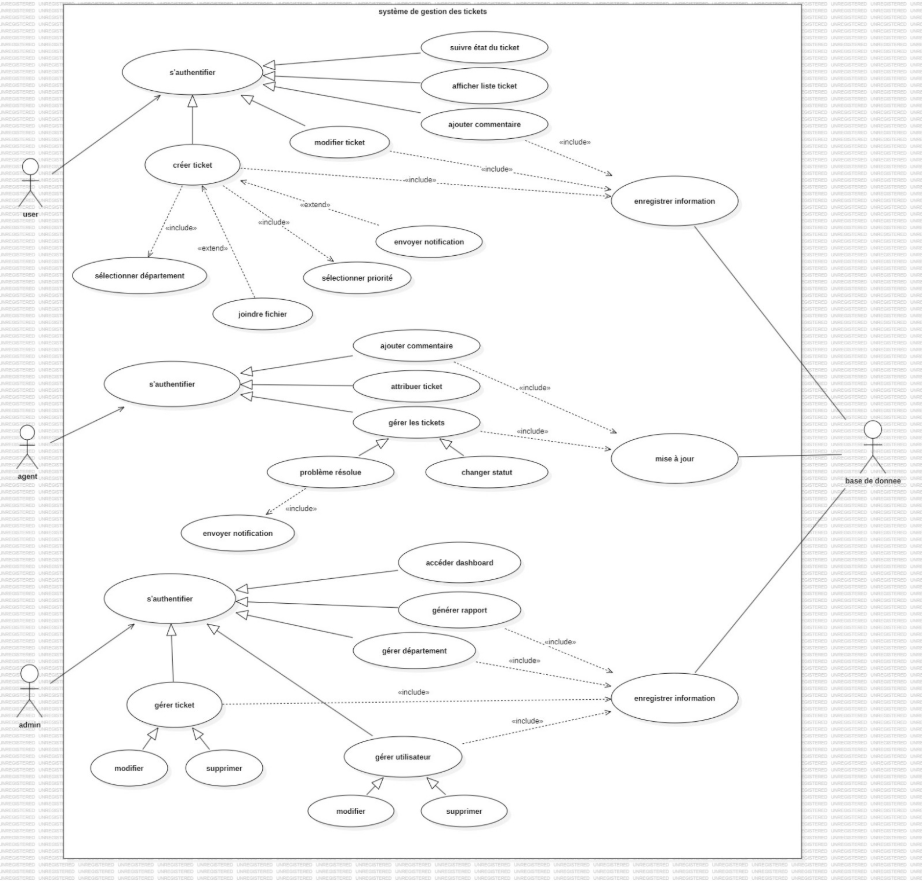 système de gestion des tickets
suivre état du ticket
s'authentifier
afficher liste ticket
ajouter commentaire
modifier ticket
«include»
créer ticket
«include»
«include»
enregistrer information
user
«extend»
«include»
«include»
envoyer notification
«extend»
sélectionner département
sélectionner priorité
joindre fichier
ajouter commentaire
s'authentifier
attribuer ticket
«include»
gérer les tickets
«include»
agent
problème résolue
changer statut
mise à jour
base de donnee
«include»
envoyer notification
accéder dashboard
s'authentifier
générer rapport
«include»
gérer département
«include»
admin
gérer ticket
«include»
enregistrer information
«include»
gérer utilisateur
modifier
supprimer
modifier
supprimer
UNREGISTERED